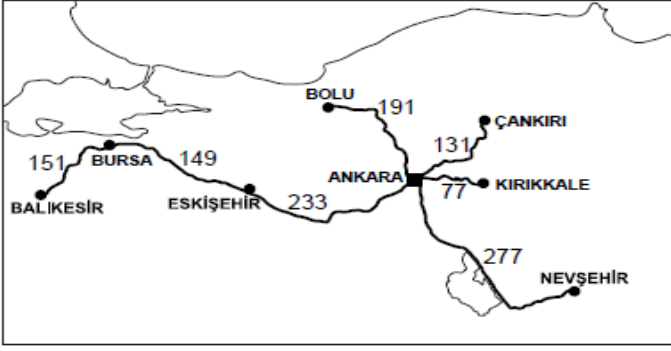 BOLU
191
ÇANKIRI
131
151
BURSA
149
ANKARA
77
KIRIKKALE
BALIKESİR
ESKİŞEHİR
233
277
NEVŞEHİR